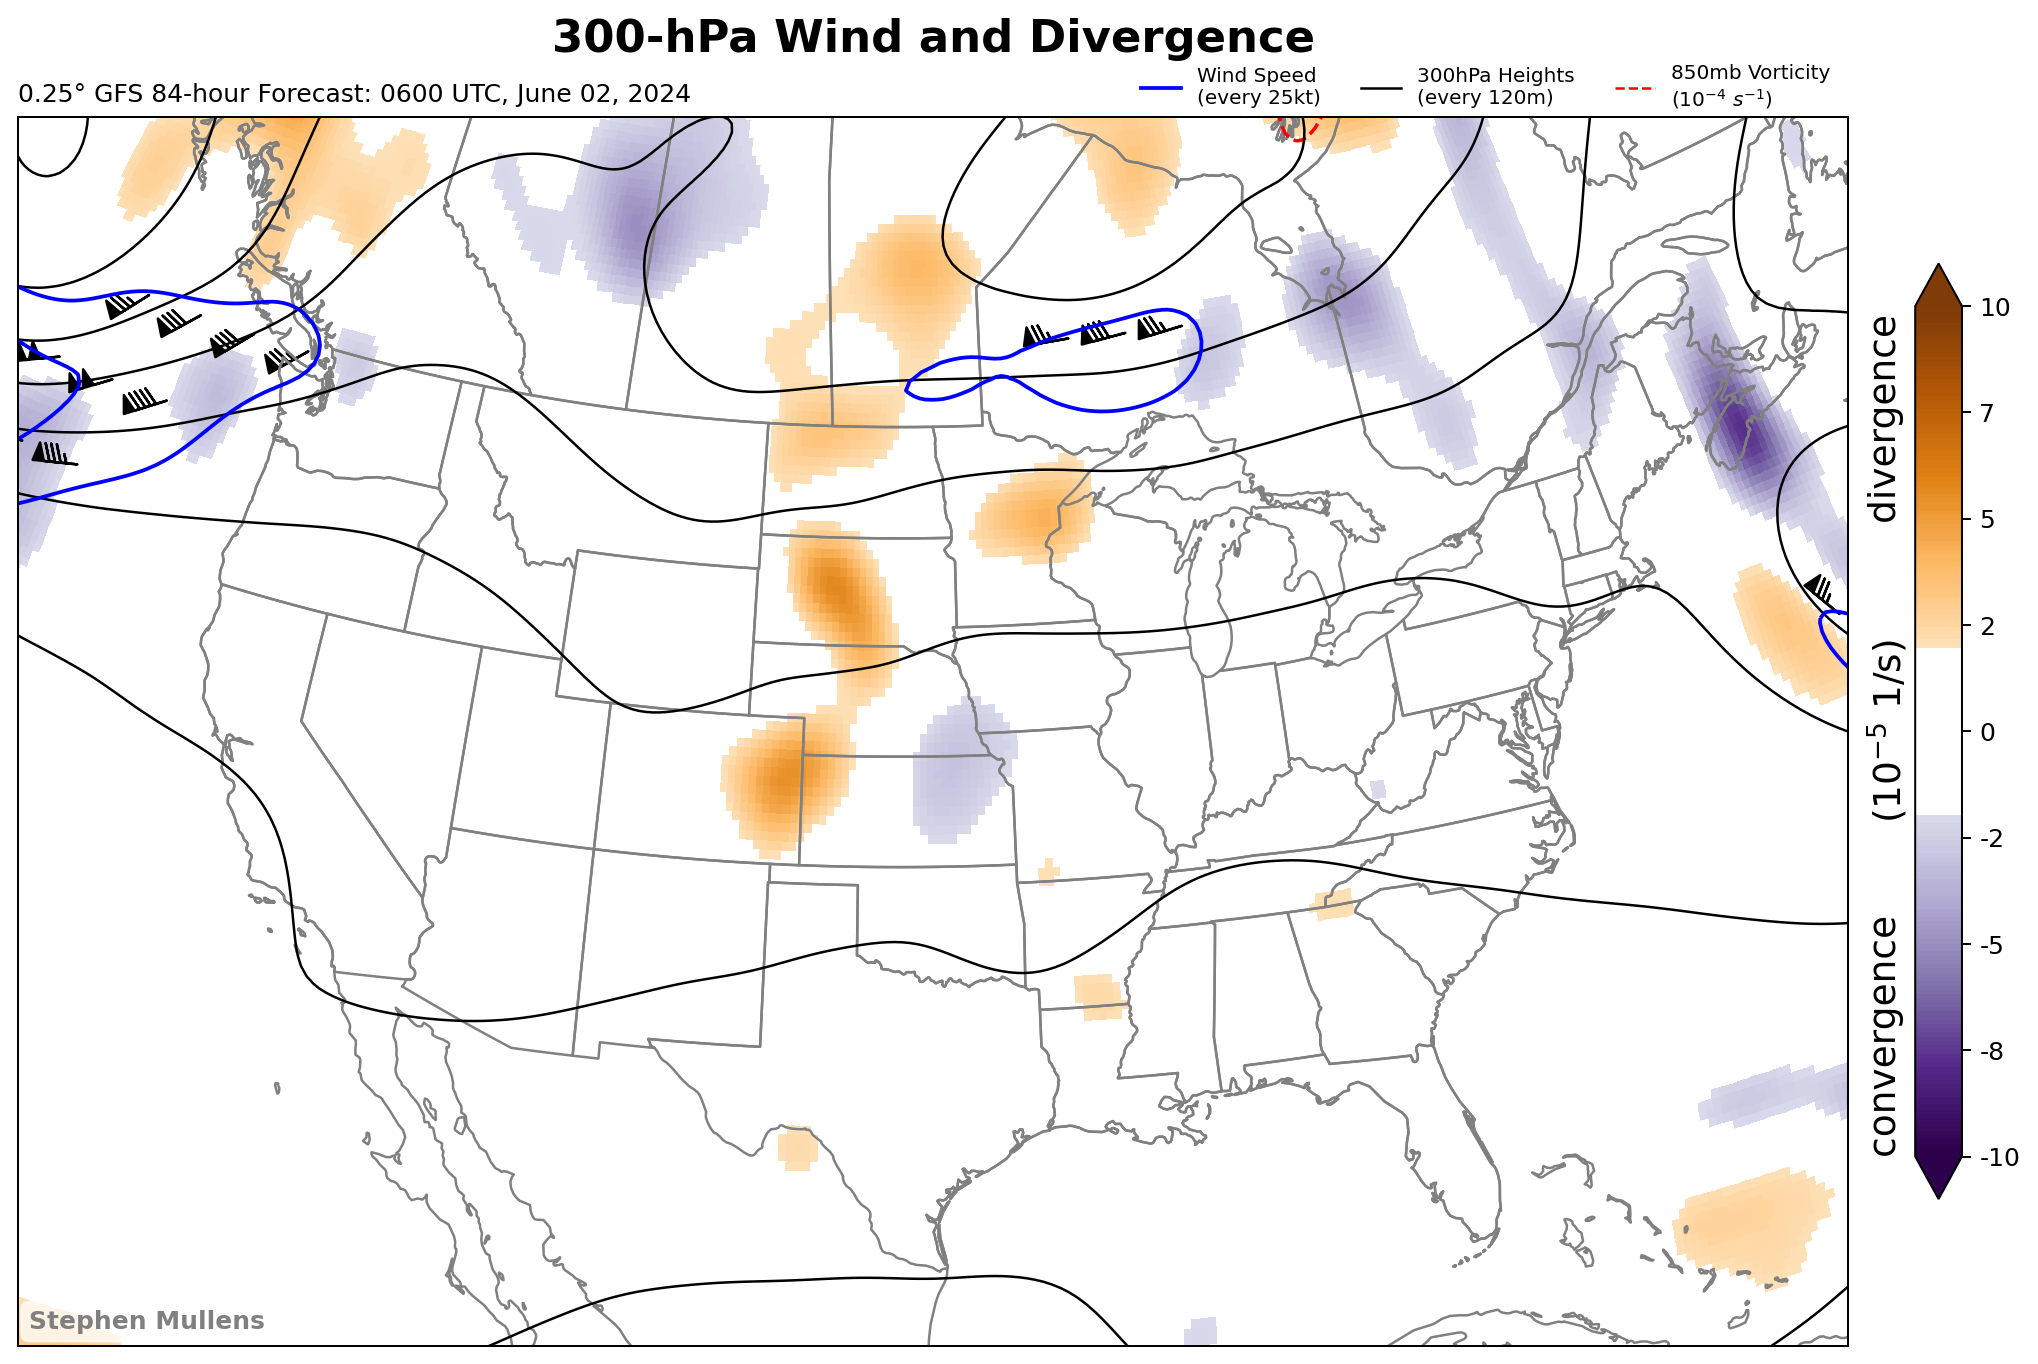 300-hPa Wind and Divergence
0.25° GFS 84-hour Forecast: 0600 UTC, June 02, 2024
Wind Speed
(every 25kt)
300hPa Heights
(every 120m)
850mb Vorticity
(10⁻⁴ s⁻¹)
10
7
5
2
0
-2
-5
-8
-10
convergence (10⁻⁵ 1/s) divergence
Stephen Mullens